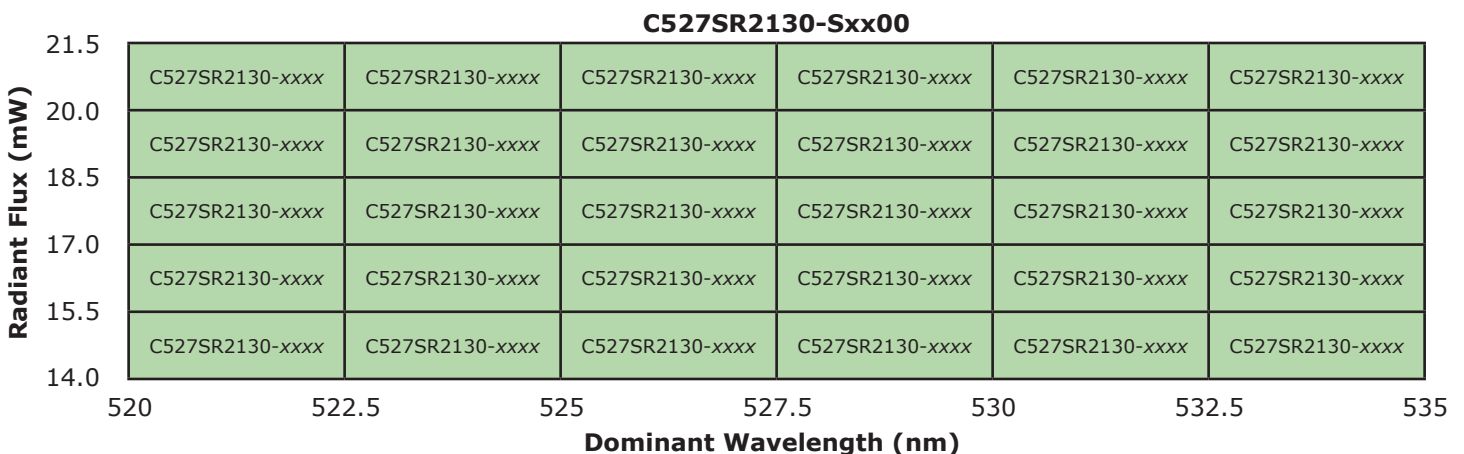 C527SR2130-Sxx00
21.5
C527SR2130-xxxx C527SR2130-xxxx C527SR2130-xxxx C527SR2130-xxxx C527SR2130-xxxx C527SR2130-xxxx
20.0
C527SR2130-xxxx C527SR2130-xxxx C527SR2130-xxxx C527SR2130-xxxx C527SR2130-xxxx C527SR2130-xxxx
18.5
C527SR2130-xxxx C527SR2130-xxxx C527SR2130-xxxx C527SR2130-xxxx C527SR2130-xxxx C527SR2130-xxxx
17.0
C527SR2130-xxxx C527SR2130-xxxx C527SR2130-xxxx C527SR2130-xxxx C527SR2130-xxxx C527SR2130-xxxx
15.5
C527SR2130-xxxx C527SR2130-xxxx C527SR2130-xxxx C527SR2130-xxxx C527SR2130-xxxx C527SR2130-xxxx
14.0
Radiant Flux (mW)
520 522.5 525 527.5 530 532.5 535
Dominant Wavelength (nm)